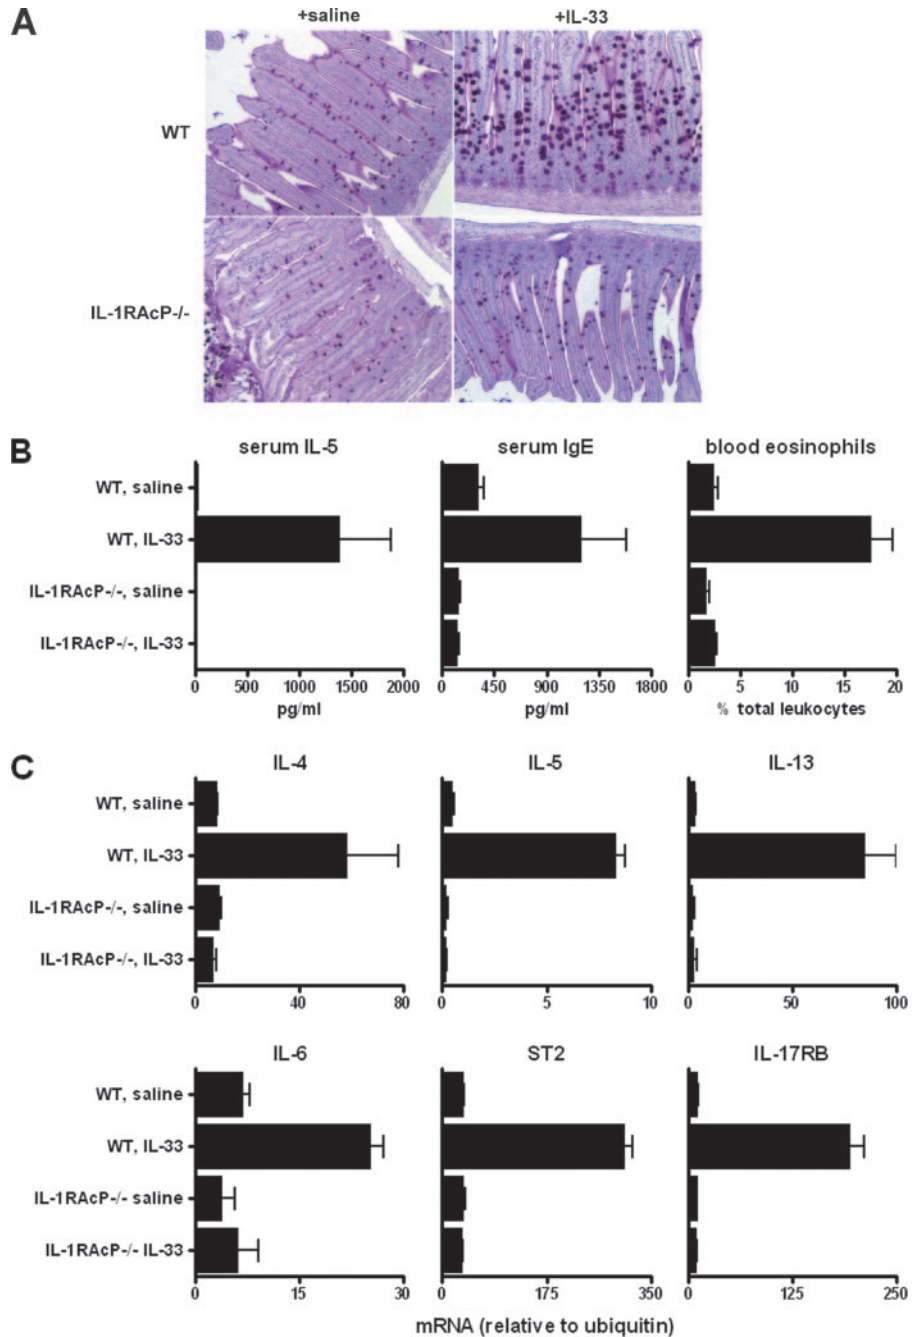 A
+saline +IL-33
WT
IL-1RAcP-/-
B
serum IL-5 serum IgE blood eosinophils
WT, saline
WT, IL-33
IL-1RAcP-/-, saline
IL-1RAcP-/-, IL-33
0 500 1000 1500 2000 0 450 900 1350 1800 0 5 10 15 20
pg/ml pg/ml % total leukocytes
C
IL-4 IL-5 IL-13
WT, saline
WT, IL-33
IL-1RAcP-/-, saline
IL-1RAcP-/-, IL-33
0 40 80 0 5 10 0 50 100
IL-6 ST2 IL-17RB
WT, saline
WT, IL-33
IL-1RAcP-/- saline
IL-1RAcP-/- IL-33
0 15 30 0 175 350 0 125 250
mRNA (relative to ubiquitin)